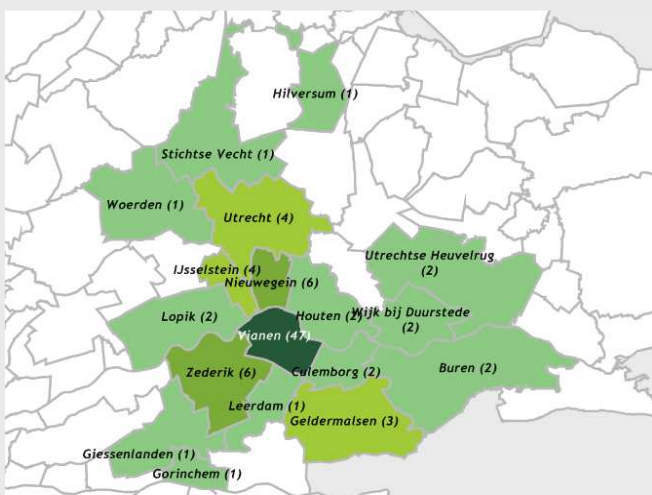 Hilversum (1)
Stichtse Vecht (1)
Woerden (1)
Utrecht (4)
Utrechtse Heuvelrug
(2)
IJsselstein (4)
Nieuwegein (6)
Lopik (2)
Houten (2)
Wijk bij Duurstede
(2)
Vianen (47)
Zederik (6)
Culemborg (2)
Buren (2)
Leerdam (1)
Geldermalsen (3)
Giessenlanden (1)
Gorinchem (1)